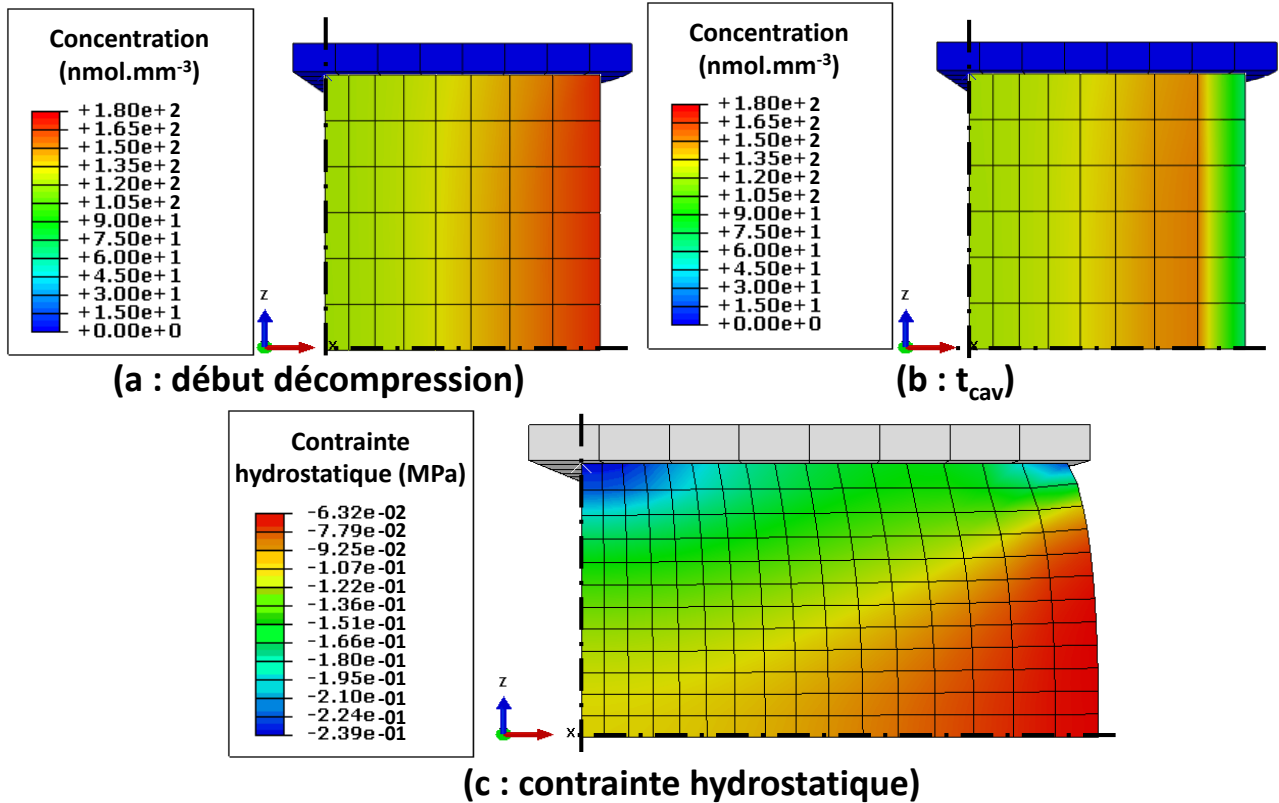 Concentration
(nmol.mm⁻³)
+1.80e+2
+1.65e+2
+1.50e+2
+1.35e+2
+1.20e+2
+1.05e+2
+9.00e+1
+7.50e+1
+6.00e+1
+4.50e+1
+3.00e+1
+1.50e+1
+0.00e+0
z
x
(a : début décompression)
Concentration
(nmol.mm⁻³)
+1.80e+2
+1.65e+2
+1.50e+2
+1.35e+2
+1.20e+2
+1.05e+2
+9.00e+1
+7.50e+1
+6.00e+1
+4.50e+1
+3.00e+1
+1.50e+1
+0.00e+0
z
x
(b : t_cav)
Contrainte
hydrostatique (MPa)
-6.32e-02
-7.79e-02
-9.25e-02
-1.07e-01
-1.22e-01
-1.36e-01
-1.51e-01
-1.66e-01
-1.80e-01
-1.95e-01
-2.10e-01
-2.24e-01
-2.39e-01
z
x
(c : contrainte hydrostatique)